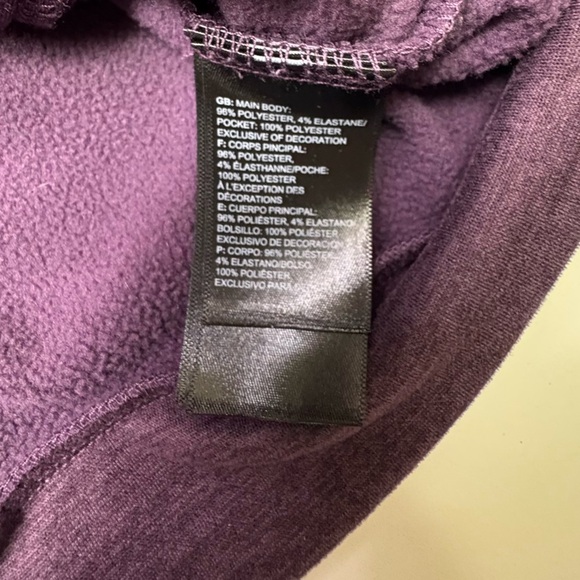 GB: MAIN BODY:
96% POLYESTER, 4% ELASTANE/
POCKET: 100% POLYESTER
EXCLUSIVE OF DECORATION
F: CORPS PINCIPAL:
96% POLYESTER,
4% ÉLASTHANNE/POCHE:
100% POLYESTER
À L'EXCEPTION DES
DÉCORATIONS
E: CUERPO PRINCIPAL:
96% POLIÉSTER, 4% ELASTANO/
BOLSILLO: 100% POLIÉSTER
EXCLUSIVO DE DECORACIÓN
P: CORPO: 96% POLIÉSTER
4% ELASTANO/BOLSO:
100% POLIÉSTER
EXCLUSIVO PARA